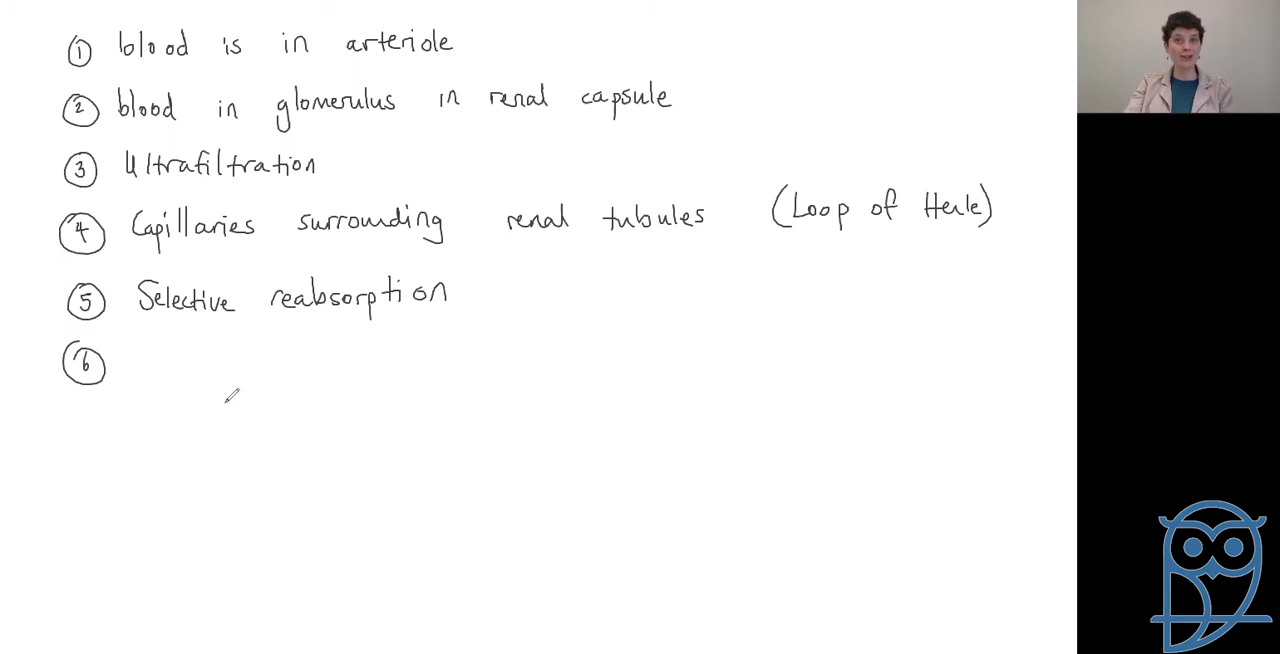 ① blood is in arteriole
② blood in glomerulus in renal capsule
③ Ultrafiltration
④ Capillaries surrounding renal tubules (Loop of Henle)
⑤ Selective reabsorption
⑥